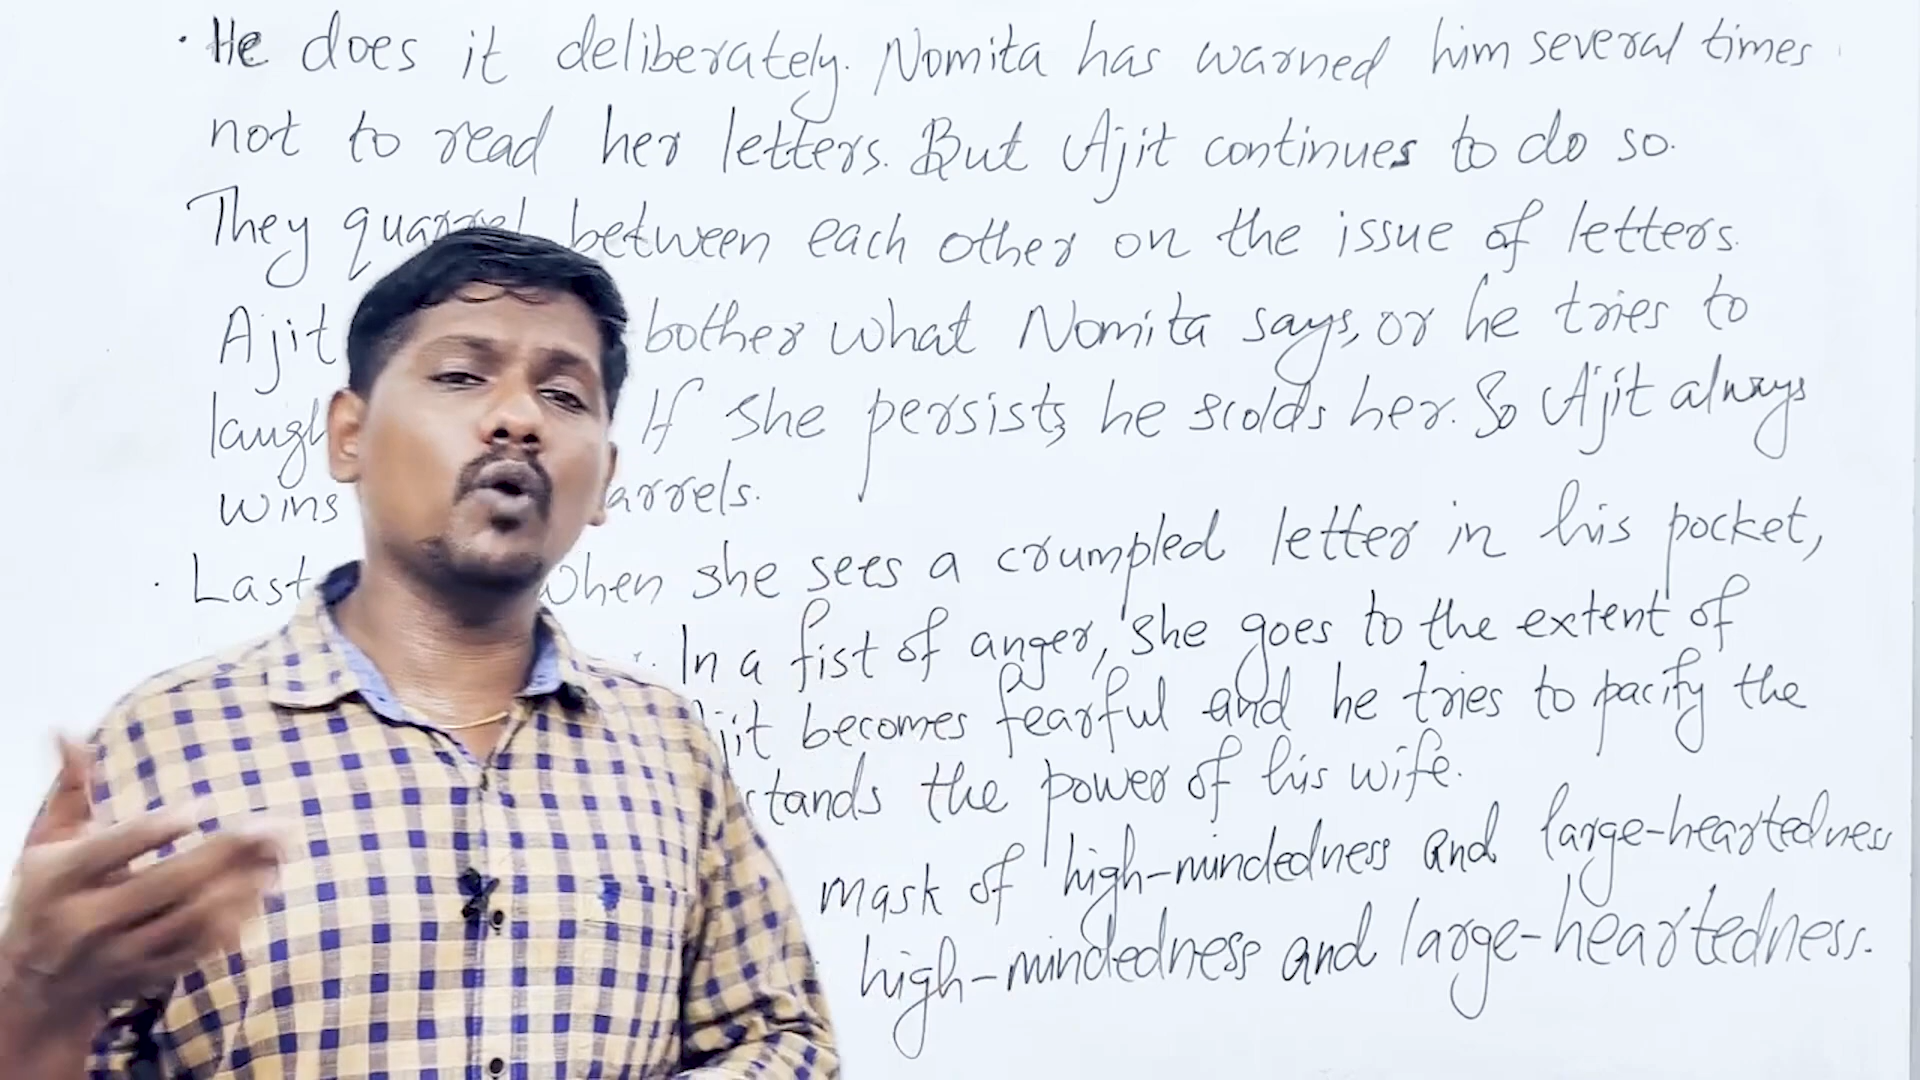 · He does it deliberately. Nomita has warned him several times
not to read her letters. But Ajit continues to do so.
They quarrel between each other on the issue of letters.
Ajit bother what Nomita says, or he tries to
laugh If she persists, he scolds her. So Ajit always
wins arrels.
· Last when she sees a crumpled letter in his pocket,
In a fist of anger, she goes to the extent of
jit becomes fearful and he tries to pacify the
stands the power of his wife.
mask of high-mindedness and large-heartedness
high-mindedness and large-heartedness.